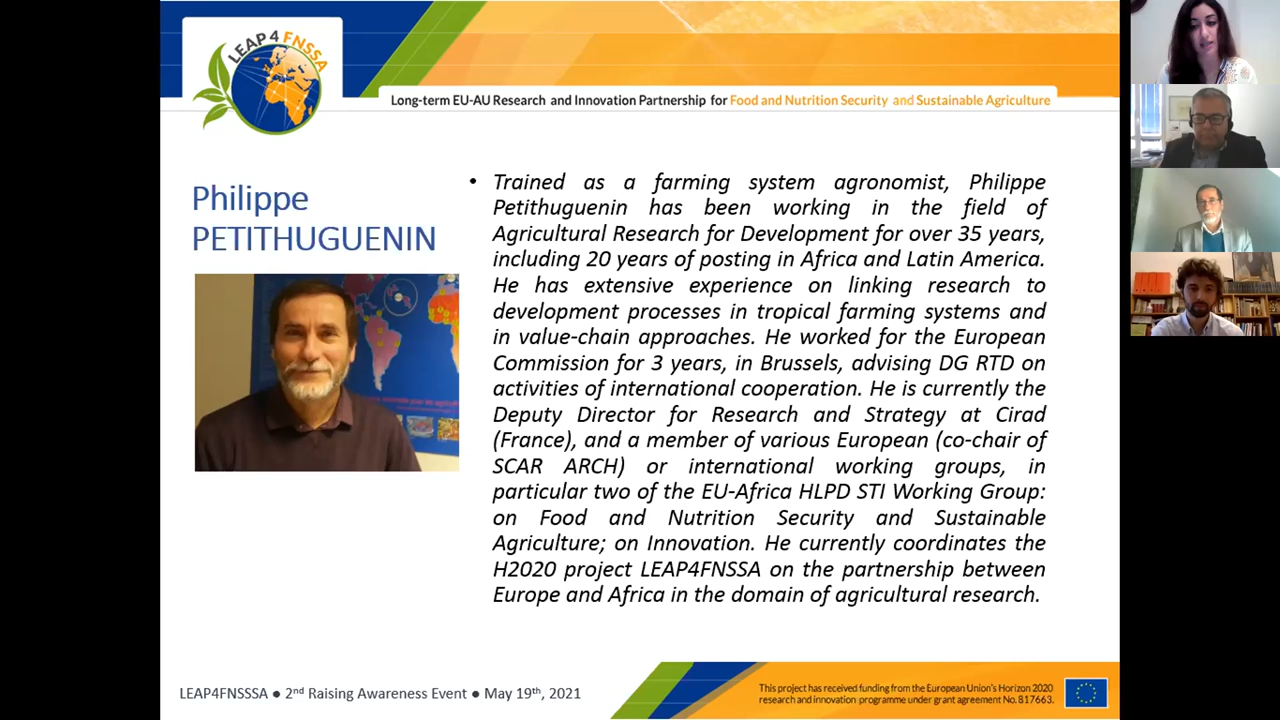 LEAP 4 FNSSA
Long-term EU-AU Research and Innovation Partnership for Food and Nutrition Security and Sustainable Agriculture
Philippe
PETITHUGUENIN
• Trained as a farming system agronomist, Philippe
Petithuguenin has been working in the field of
Agricultural Research for Development for over 35 years,
including 20 years of posting in Africa and Latin America.
He has extensive experience on linking research to
development processes in tropical farming systems and
in value-chain approaches. He worked for the European
Commission for 3 years, in Brussels, advising DG RTD on
activities of international cooperation. He is currently the
Deputy Director for Research and Strategy at Cirad
(France), and a member of various European (co-chair of
SCAR ARCH) or international working groups, in
particular two of the EU-Africa HLPD STI Working Group:
on Food and Nutrition Security and Sustainable
Agriculture; on Innovation. He currently coordinates the
H2020 project LEAP4FNSSA on the partnership between
Europe and Africa in the domain of agricultural research.
LEAP4FNSSSA ● 2nd Raising Awareness Event ● May 19th, 2021
This project has received funding from the European Union's Horizon 2020
research and innovation programme under grant agreement No.817663.